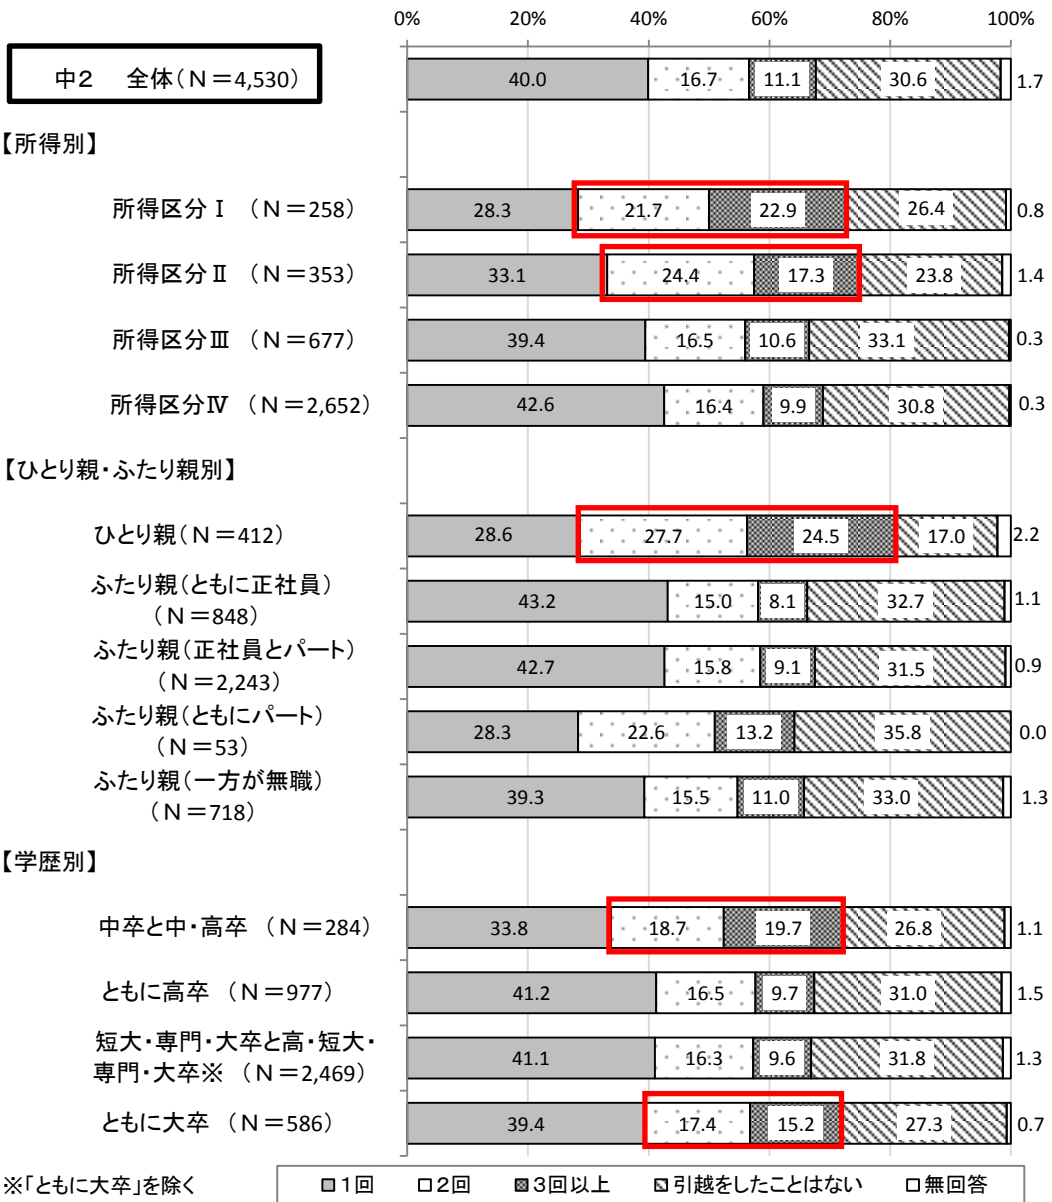 0% 20% 40% 60% 80% 100%
中2 全体(N=4,530) 40.0 16.7 11.1 30.6 1.7
【所得別】
所得区分Ⅰ (N=258) 28.3 21.7 22.9 26.4 0.8
所得区分Ⅱ (N=353) 33.1 24.4 17.3 23.8 1.4
所得区分Ⅲ (N=677) 39.4 16.5 10.6 33.1 0.3
所得区分Ⅳ (N=2,652) 42.6 16.4 9.9 30.8 0.3
【ひとり親・ふたり親別】
ひとり親(N=412) 28.6 27.7 24.5 17.0 2.2
ふたり親(ともに正社員)
(N=848) 43.2 15.0 8.1 32.7 1.1
ふたり親(正社員とパート)
(N=2,243) 42.7 15.8 9.1 31.5 0.9
ふたり親(ともにパート)
(N=53) 28.3 22.6 13.2 35.8 0.0
ふたり親(一方が無職)
(N=718) 39.3 15.5 11.0 33.0 1.3
【学歴別】
中卒と中・高卒 (N=284) 33.8 18.7 19.7 26.8 1.1
ともに高卒 (N=977) 41.2 16.5 9.7 31.0 1.5
短大・専門・大卒と高・短大・
専門・大卒※ (N=2,469) 41.1 16.3 9.6 31.8 1.3
ともに大卒 (N=586) 39.4 17.4 15.2 27.3 0.7
※「ともに大卒」を除く 1回 2回 3回以上 引越をしたことはない 無回答